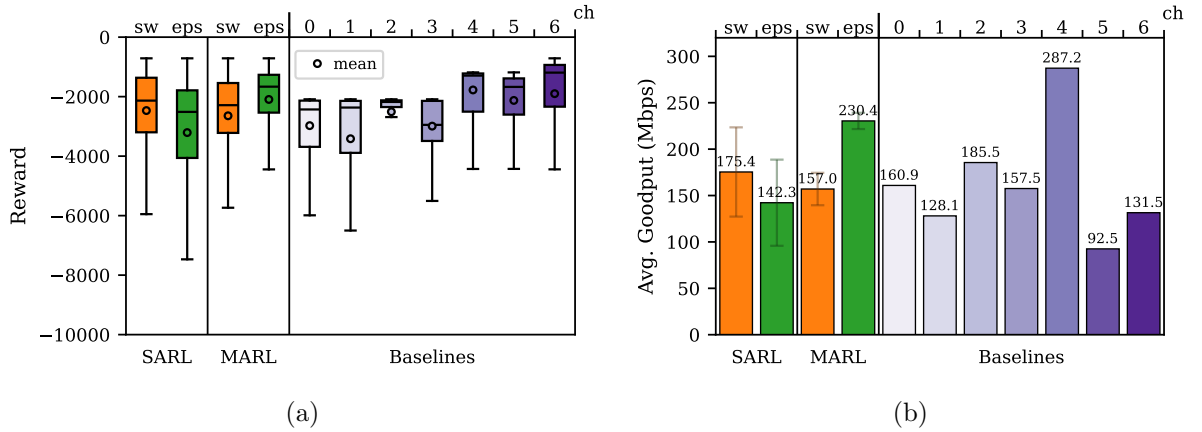 sw eps sw eps 0 1 2 3 4 5 6 ch
0
−2000
−4000
−6000
−8000
−10000
Reward
mean
SARL MARL Baselines
(a)
sw eps sw eps 0 1 2 3 4 5 6 ch
300
250
200
150
100
50
0
Avg. Goodput (Mbps)
175.4
142.3
157.0
230.4
160.9
128.1
185.5
157.5
287.2
92.5
131.5
SARL MARL Baselines
(b)